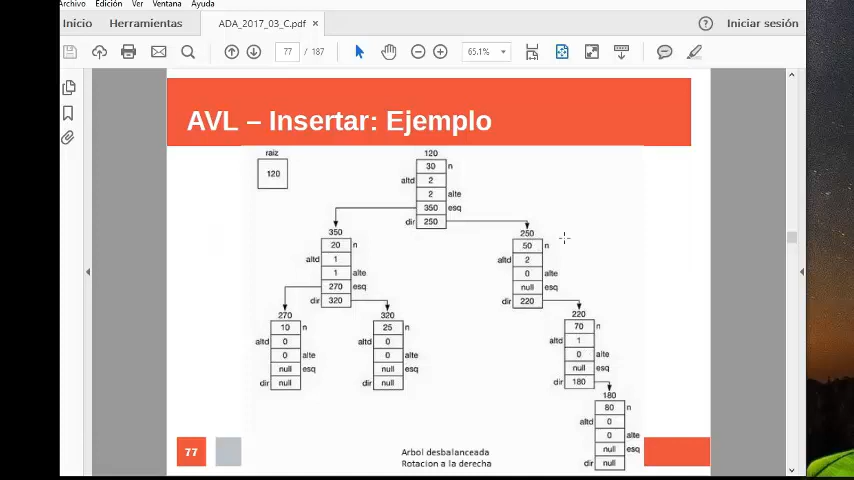 Archivo Edición Ver Ventana Ayuda
Inicio Herramientas ADA_2017_03_C.pdf × ? Iniciar sesión
77 / 187 65.1%
AVL – Insertar: Ejemplo
raiz
120
120
30 n
altd 2
2 alte
350 esq
dir 250
350
20 n
altd 1
1 alte
270 esq
dir 320
250
50 n
altd 2
0 alte
null esq
dir 220
270
10 n
altd 0
0 alte
null esq
dir null
320
25 n
altd 0
0 alte
null esq
dir null
220
70 n
altd 1
0 alte
null esq
dir 180
180
80 n
altd 0
0 alte
null esq
dir null
77
Arbol desbalanceada
Rotacion a la derecha